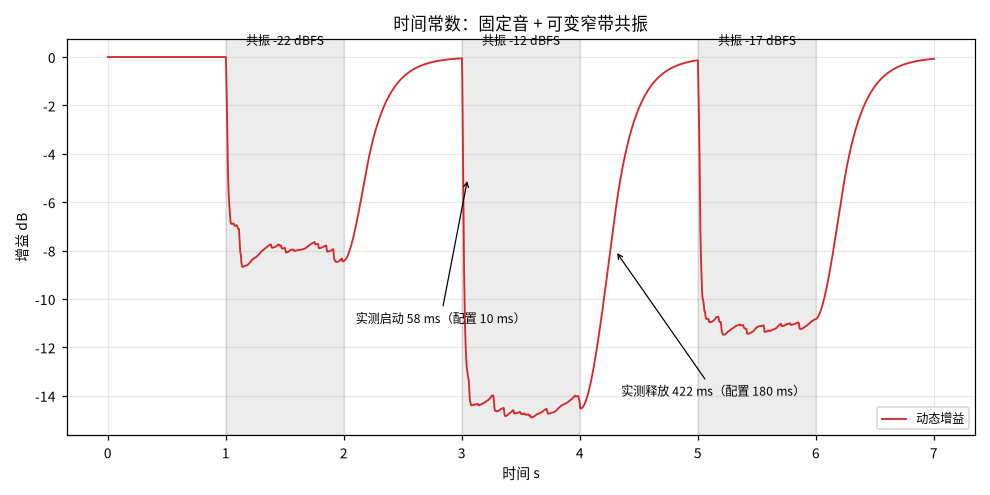 时间常数：固定音 + 可变窄带共振
共振 -22 dBFS
共振 -12 dBFS
共振 -17 dBFS
增益 dB
0
-2
-4
-6
-8
-10
-12
-14
实测启动 58 ms（配置 10 ms）
实测释放 422 ms（配置 180 ms）
动态增益
0
1
2
3
4
5
6
7
时间 s